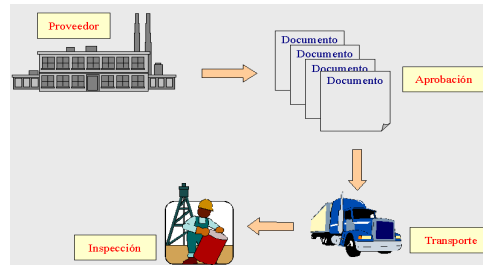 Proveedor
Documento
Documento
Documento
Documento
Aprobación
Inspección
Transporte